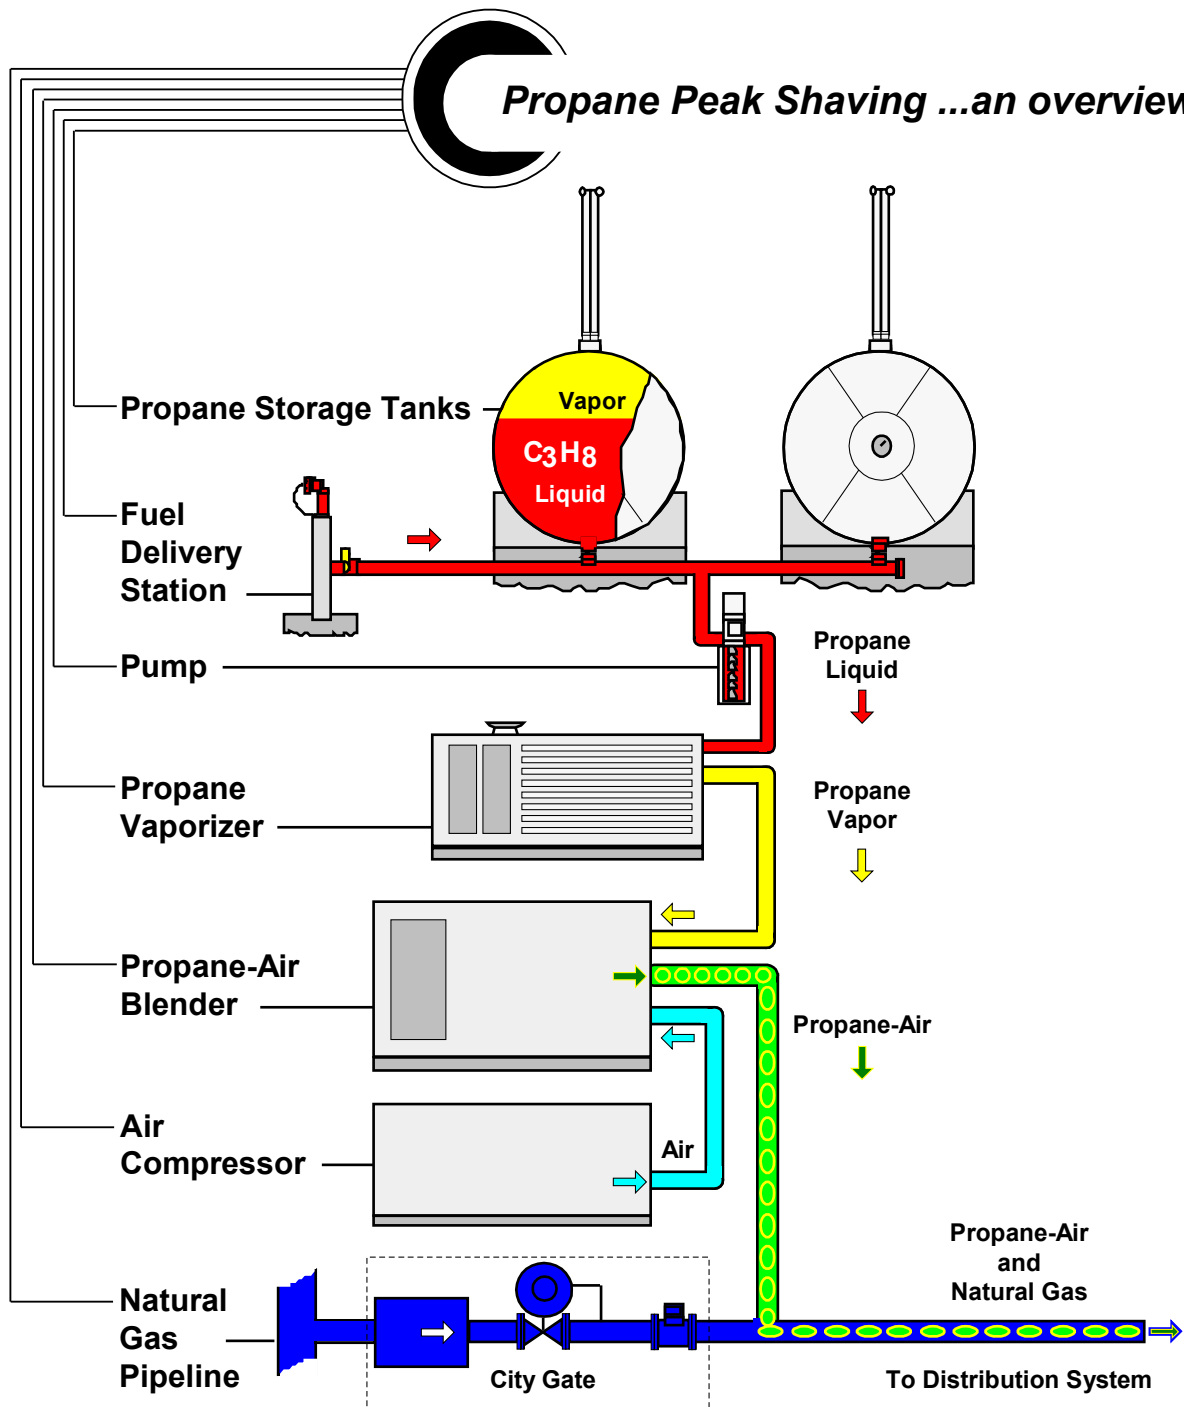 Propane Peak Shaving ...an overview
Propane Storage Tanks
Vapor
C3H8
Liquid
Fuel
Delivery
Station
Pump
Propane
Liquid
Propane
Vaporizer
Propane
Vapor
Propane-Air
Blender
Propane-Air
Air
Compressor
Air
Propane-Air
and
Natural Gas
Natural
Gas
Pipeline
City Gate
To Distribution System